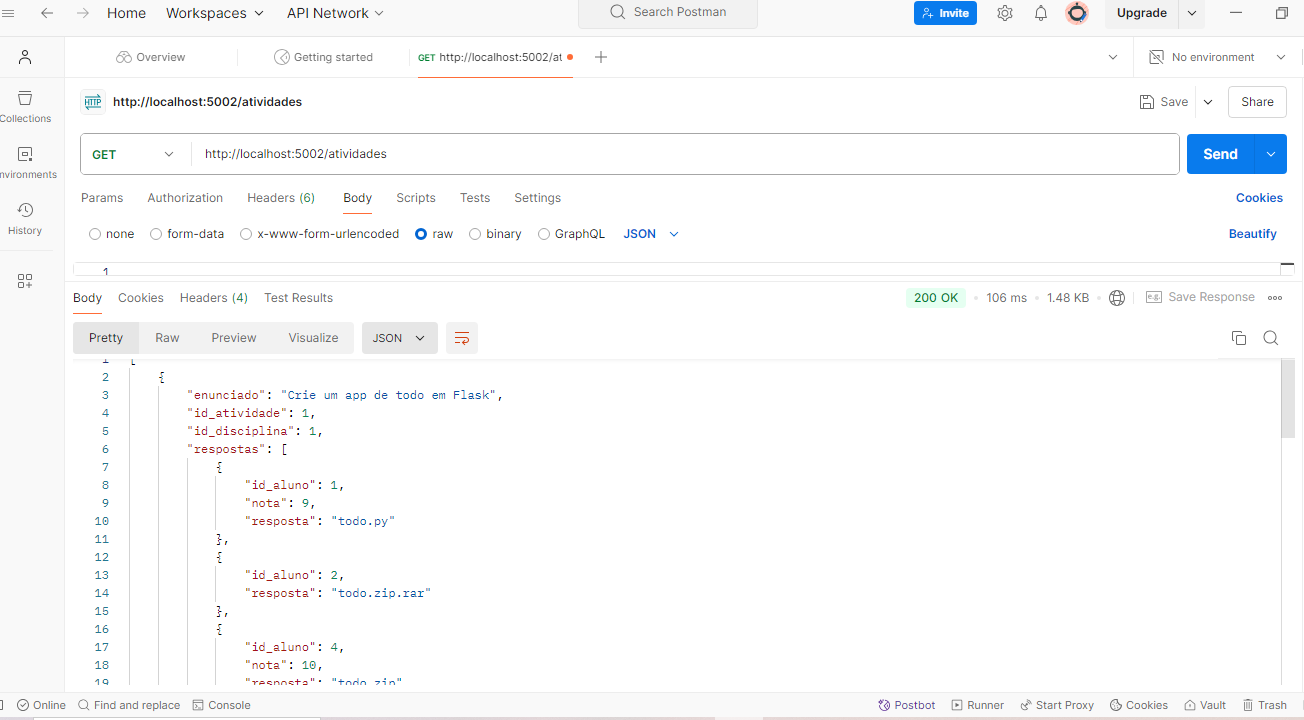 Home Workspaces API Network Search Postman Invite Upgrade
Overview Getting started GET http://localhost:5002/at No environment
HTTP http://localhost:5002/atividades Save Share
Collections
GET http://localhost:5002/atividades Send
nvironments
Params Authorization Headers (6) Body Scripts Tests Settings Cookies
History
none form-data x-www-form-urlencoded raw binary GraphQL JSON Beautify
1
Body Cookies Headers (4) Test Results 200 OK 106 ms 1.48 KB e.g. Save Response
Pretty Raw Preview Visualize JSON
1 [
2 {
3 "enunciado": "Crie um app de todo em Flask",
4 "id_atividade": 1,
5 "id_disciplina": 1,
6 "respostas": [
7 {
8 "id_aluno": 1,
9 "nota": 9,
10 "resposta": "todo.py"
11 },
12 {
13 "id_aluno": 2,
14 "resposta": "todo.zip.rar"
15 },
16 {
17 "id_aluno": 4,
18 "nota": 10,
19 "resposta": "todo.zip"
Online Find and replace Console Postbot Runner Start Proxy Cookies Vault Trash